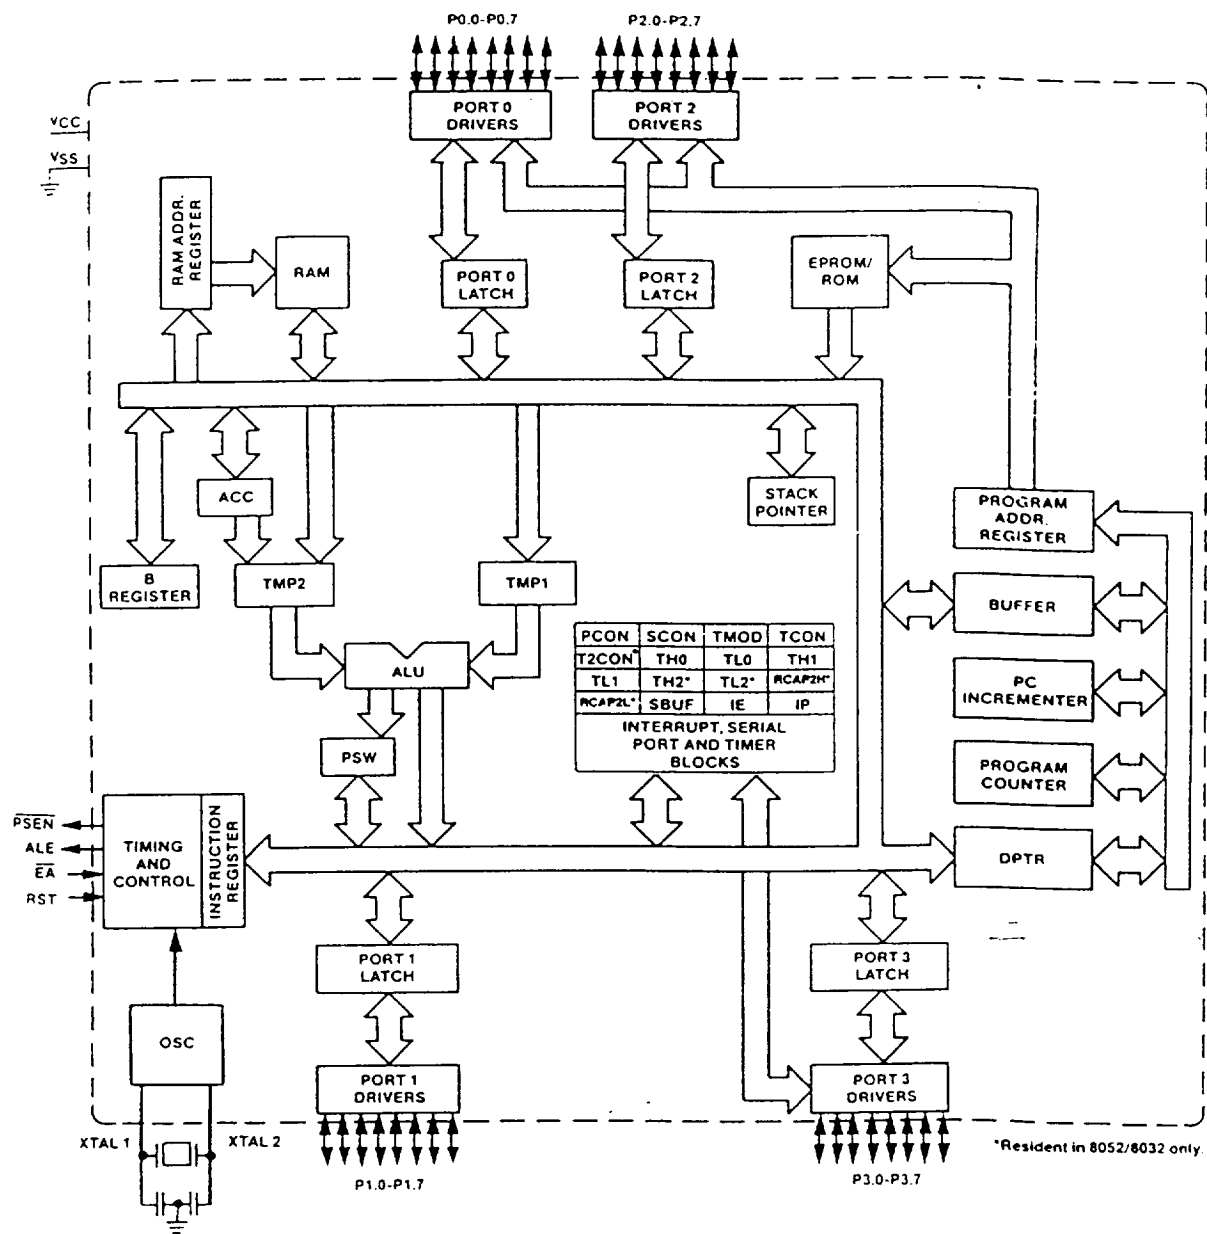 P0.0-P0.7
P2.0-P2.7
PORT 0
DRIVERS
PORT 2
DRIVERS
VCC
VSS
RAM ADDR.
REGISTER
RAM
PORT 0
LATCH
PORT 2
LATCH
EPROM/
ROM
ACC
STACK
POINTER
PROGRAM
ADDR.
REGISTER
B
REGISTER
TMP2
TMP1
BUFFER
PCON SCON TMOD TCON
T2CON* TH0 TL0 TH1
TL1 TH2* TL2* RCAP2H*
RCAP2L* SBUF IE IP
INTERRUPT, SERIAL
PORT AND TIMER
BLOCKS
ALU
PC
INCREMENTER
PSW
PROGRAM
COUNTER
PSEN
ALE
EA
RST
TIMING
AND
CONTROL
INSTRUCTION
REGISTER
DPTR
PORT 1
LATCH
PORT 3
LATCH
OSC
PORT 1
DRIVERS
PORT 3
DRIVERS
XTAL 1
XTAL 2
*Resident in 8052/8032 only.
P1.0-P1.7
P3.0-P3.7